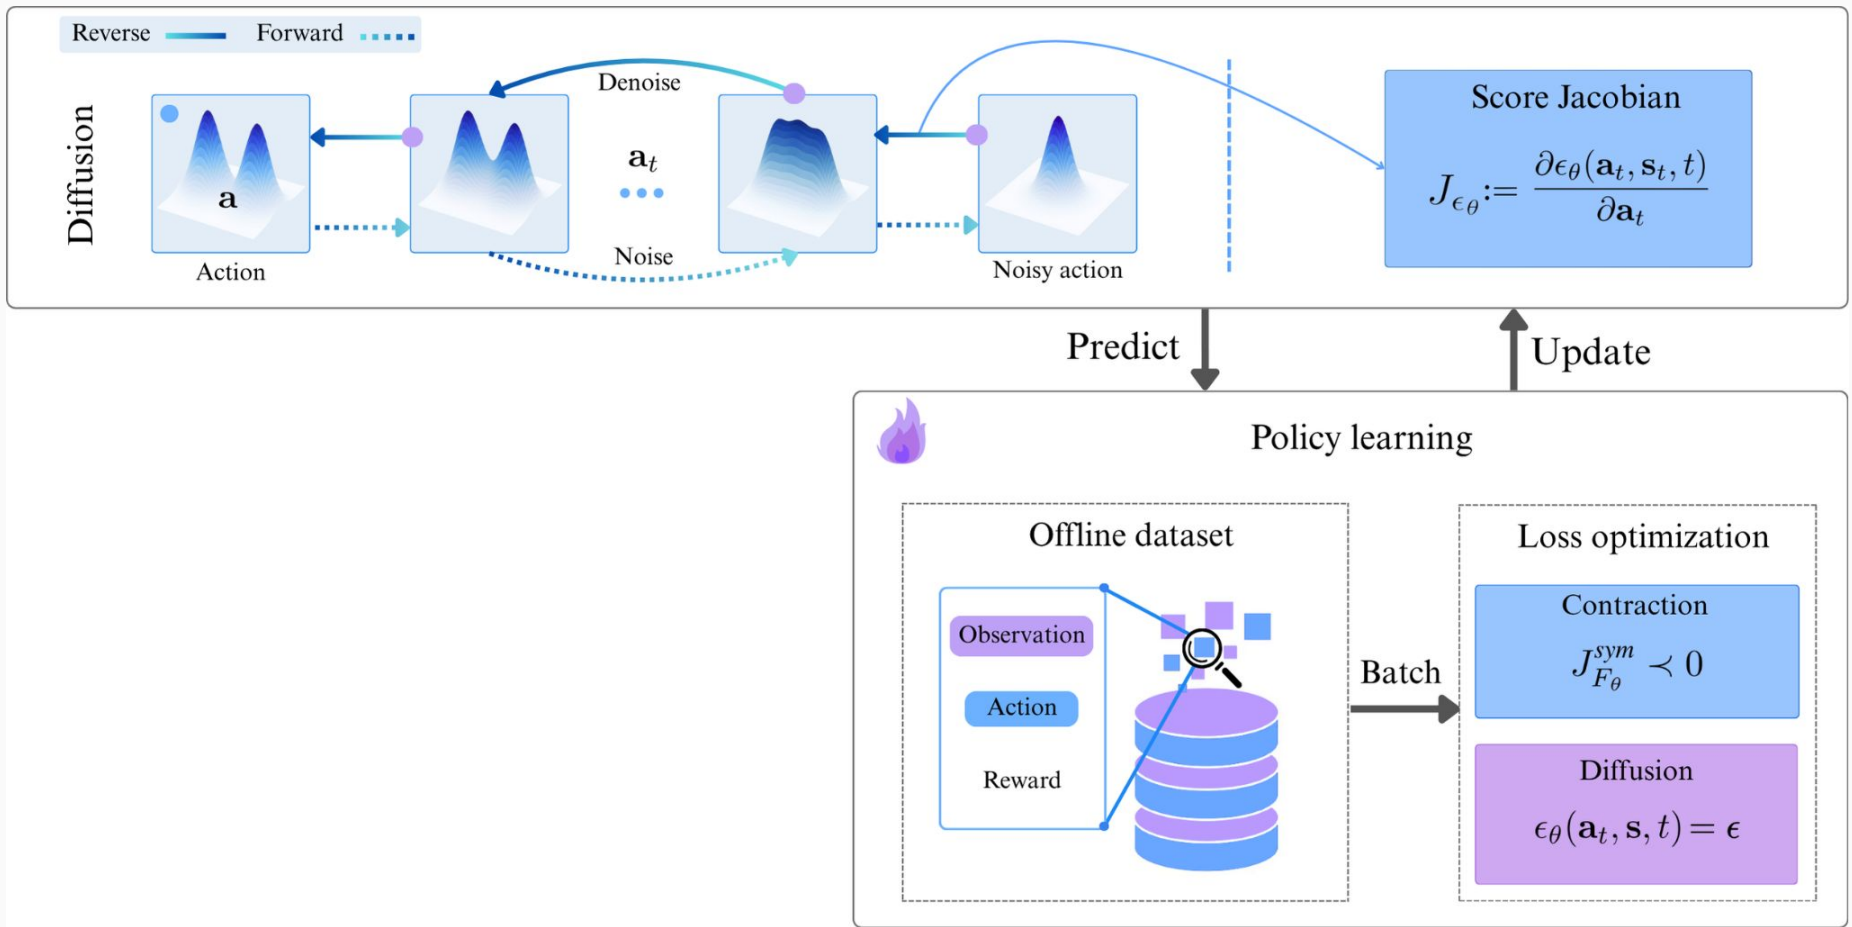 Reverse
Forward
Diffusion
Denoise
a
a_t
Action
Noise
Noisy action
Score Jacobian
J_{ϵ_θ} := ∂ϵ_θ(a_t, s_t, t) / ∂a_t
Predict
Update
Policy learning
Offline dataset
Observation
Action
Reward
Batch
Loss optimization
Contraction
J^{sym}_{F_θ} ≺ 0
Diffusion
ϵ_θ(a_t, s, t) = ϵ